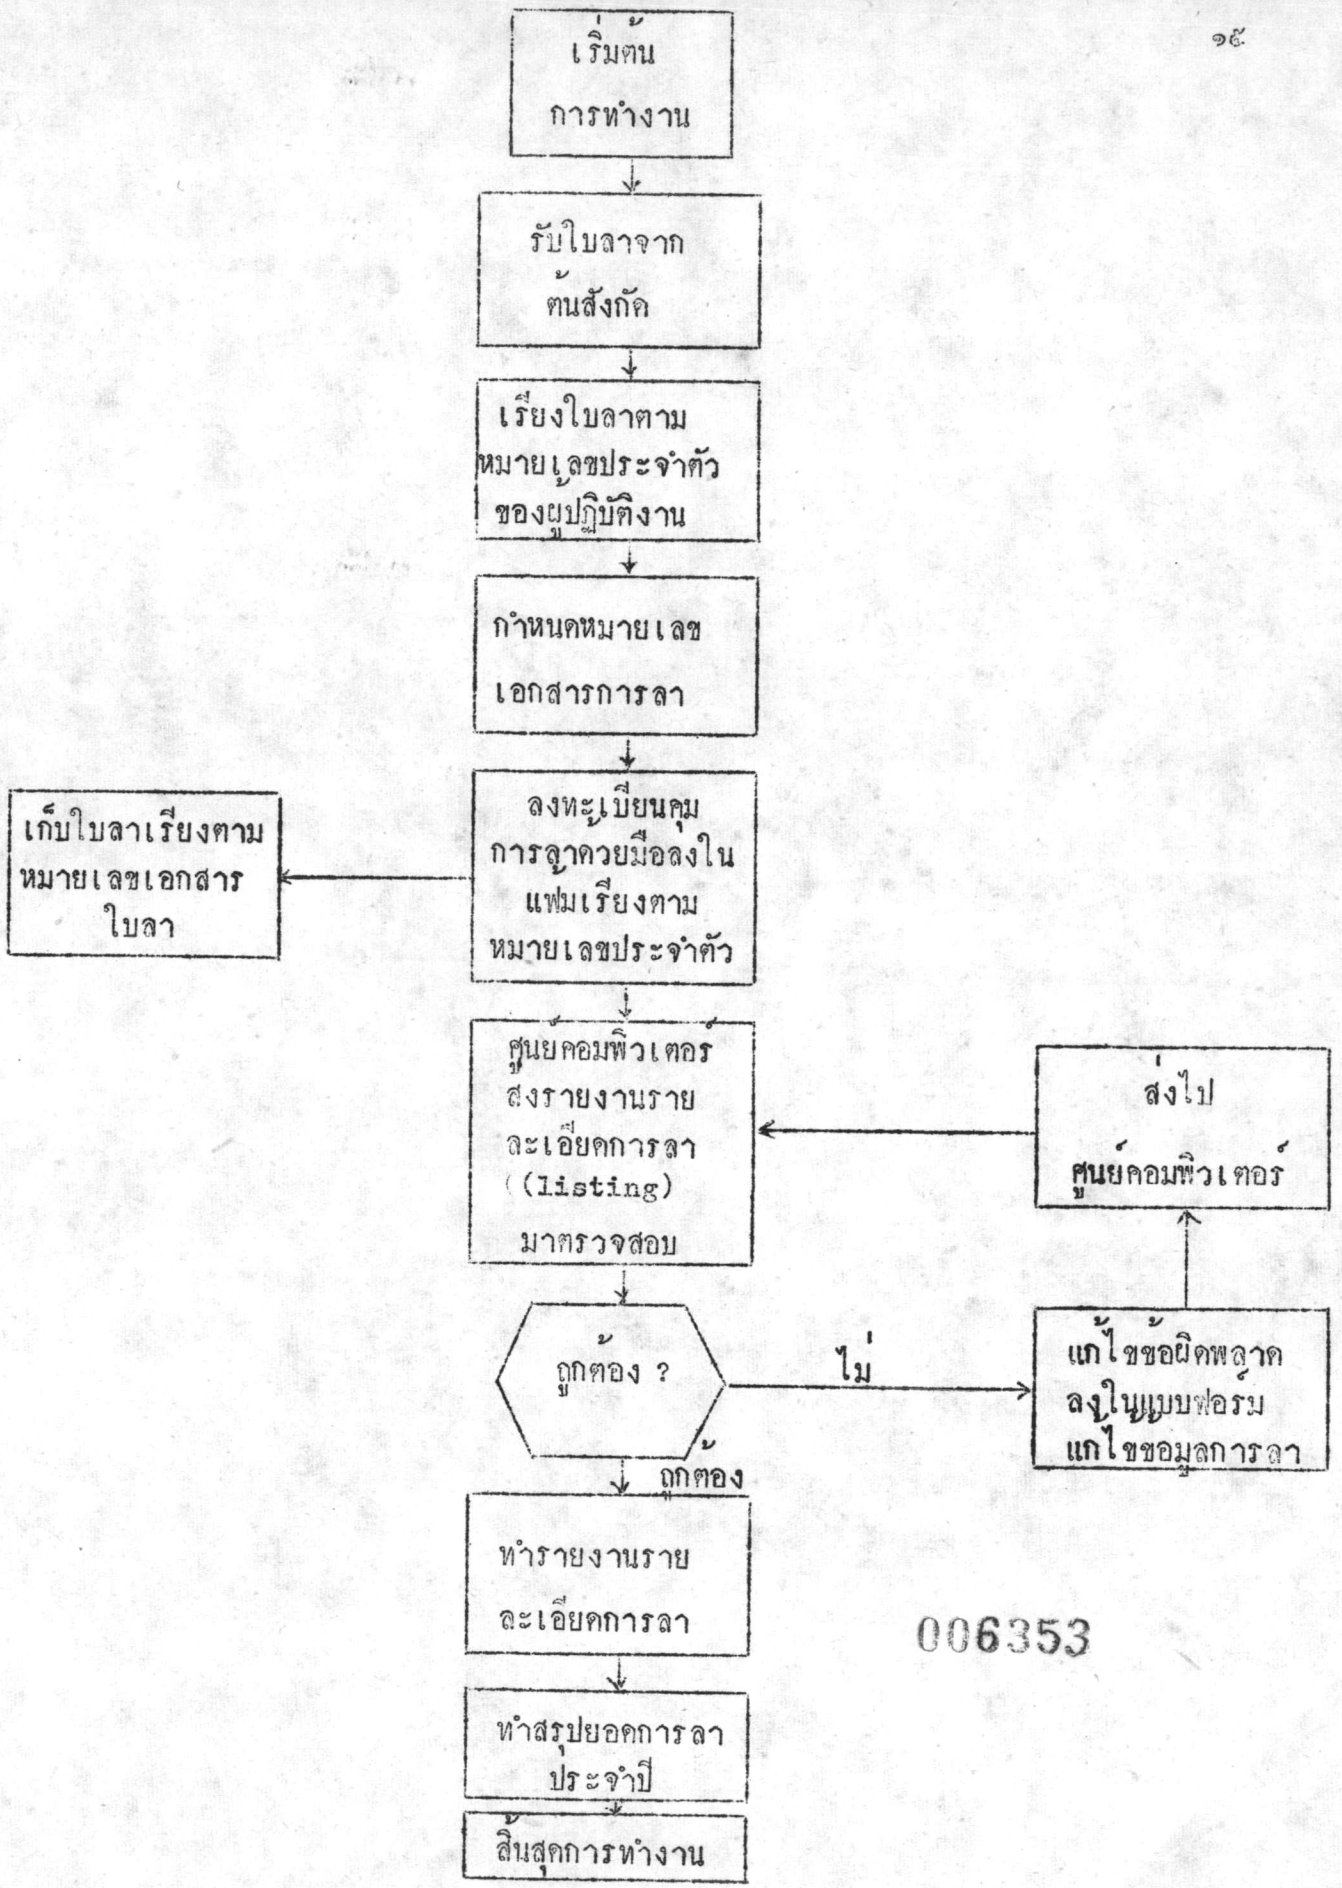 ๑๙
เริ่มต้น
การทำงาน
รับใบลาจาก
ต้นสังกัด
เรียงใบลาตาม
หมายเลขประจำตัว
ของผู้ปฏิบัติงาน
กำหนดหมายเลข
เอกสารการลา
ลงทะเบียนคุม
การลาด้วยมือลงใน
แฟ้มเรียงตาม
หมายเลขประจำตัว
เก็บใบลาเรียงตาม
หมายเลขเอกสาร
ใบลา
ศูนย์คอมพิวเตอร์
ส่งรายงานราย
ละเอียดการลา
(listing)
มาตรวจสอบ
ส่งไป
ศูนย์คอมพิวเตอร์
ถูกต้อง ?
ไม่
แก้ไขข้อผิดพลาด
ลงในแบบฟอร์ม
แก้ไขข้อมูลการลา
ถูกต้อง
ทำรายงานราย
ละเอียดการลา
006353
ทำสรุปยอดการลา
ประจำปี
สิ้นสุดการทำงาน